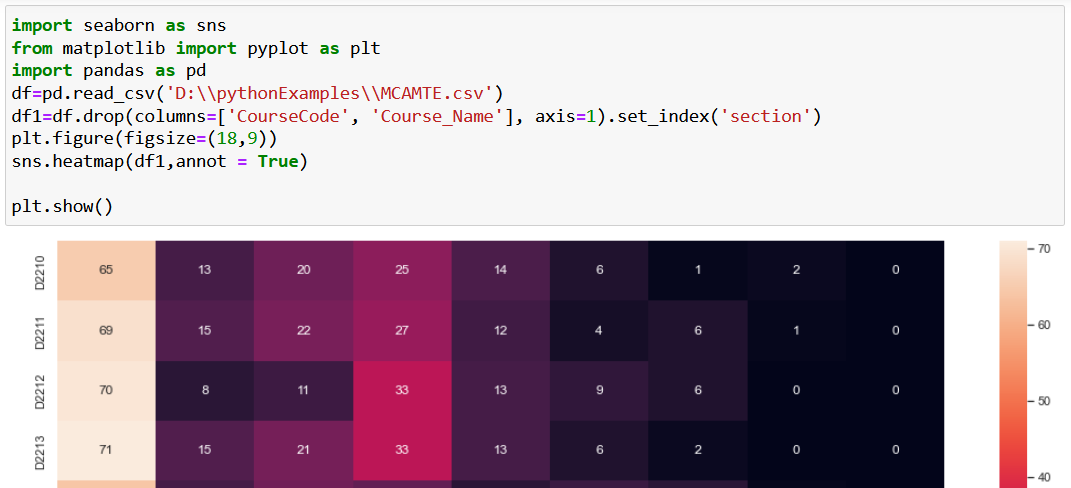 import seaborn as sns
from matplotlib import pyplot as plt
import pandas as pd
df=pd.read_csv('D:\\pythonExamples\\MCAMTE.csv')
df1=df.drop(columns=['CourseCode', 'Course_Name'], axis=1).set_index('section')
plt.figure(figsize=(18,9))
sns.heatmap(df1,annot = True)
plt.show()
D2210 65 13 20 25 14 6 1 2 0
D2211 69 15 22 27 12 4 6 1 0
D2212 70 8 11 33 13 9 6 0 0
D2213 71 15 21 33 13 6 2 0 0
70
60
50
40